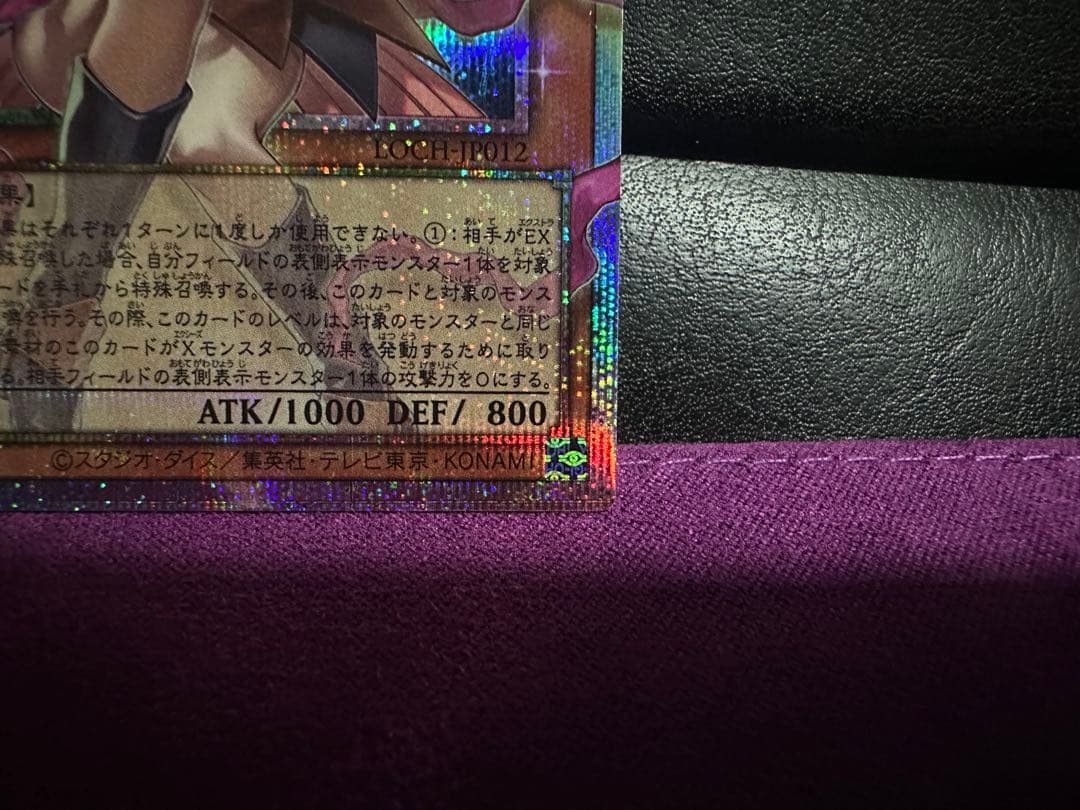 LOCH-JP012
果】
果はそれぞれ1ターンに1度しか使用できない。①:相手がEX
殊召喚した場合、自分フィールドの表側表示モンスター1体を対象
ードを手札から特殊召喚する。その後、このカードと対象のモンス
喚を行う。その際、このカードのレベルは、対象のモンスターと同じ
素材のこのカードがXモンスターの効果を発動するために取り
る。相手フィールドの表側表示モンスター1体の攻撃力を0にする。
ATK/1000 DEF/ 800
©スタジオ・ダイス/集英社・テレビ東京・KONAMI